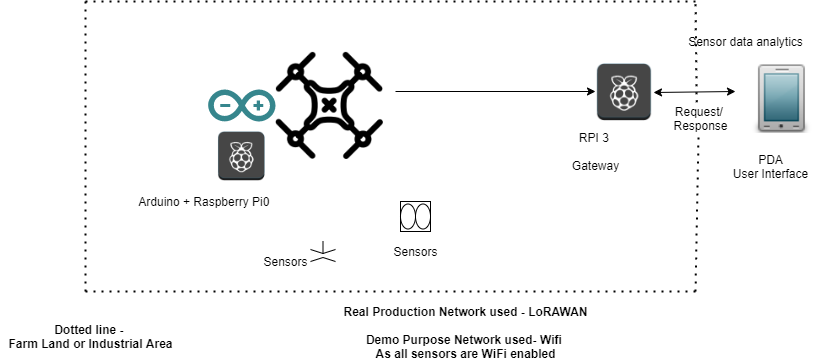 Sensor data analytics
Request/
Response
RPI 3
Gateway
PDA
User Interface
Arduino + Raspberry Pi0
Sensors
Sensors
Real Production Network used - LoRAWAN
Dotted line -
Farm Land or Industrial Area
Demo Purpose Network used- Wifi
As all sensors are WiFi enabled